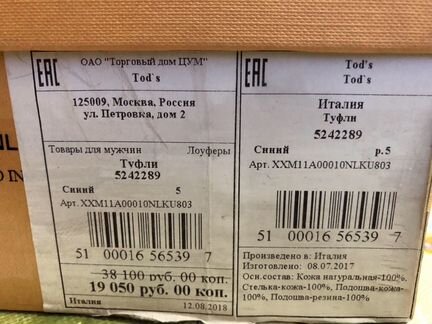 EAC
ОАО "Торговый дом ЦУМ"
Tod`s
125009, Москва, Россия
ул. Петровка, дом 2
Товары для мужчин Лоуферы
Туфли
5242289
Синий 5
Арт. XXM11A00010NLKU803
51 00016 56539 7
38 100 руб. 00 коп.
19 050 руб. 00 коп.
Италия 12.08.2018
EAC
Tod's
Tod`s
Италия
Туфли
5242289
Синий р.5
Арт. XXM11A00010NLKU803
51 00016 56539 7
Произведено в: Италия
Изготовлено: 08.07.2017
Осн.состав: Кожа натуральная-100%,
Стелька-кожа-100%, Подошва-кожа-
100%, Подошва-резина-100%